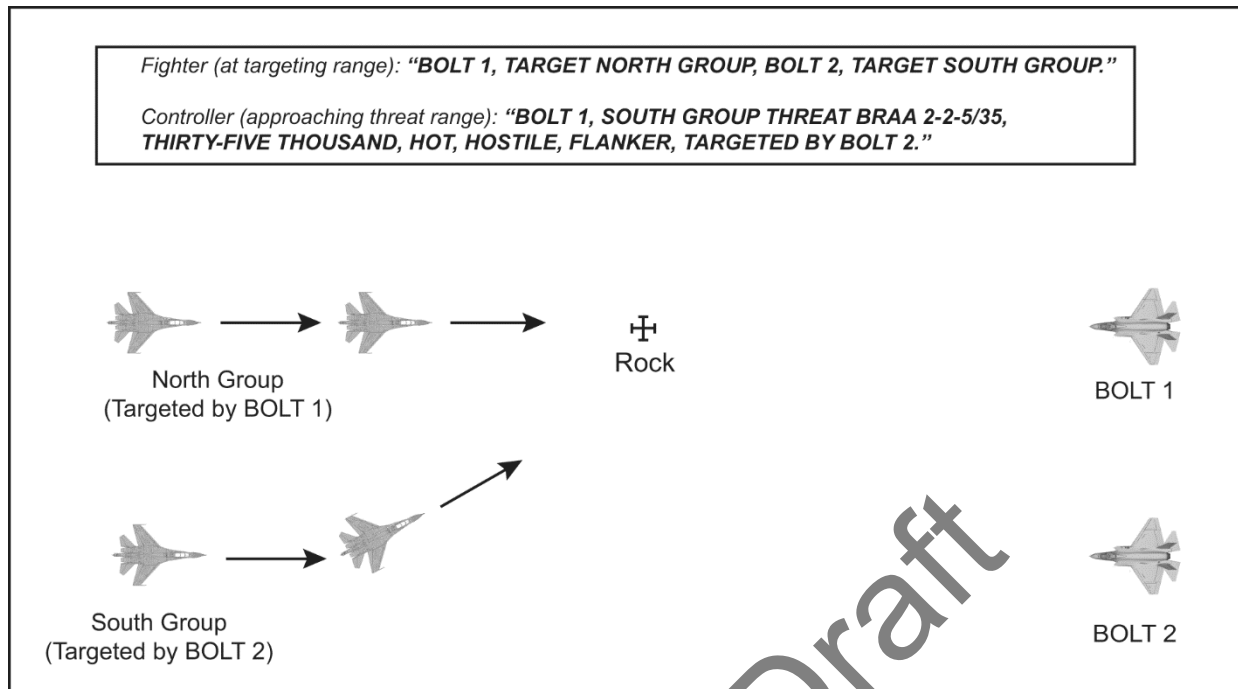 Fighter (at targeting range): “BOLT 1, TARGET NORTH GROUP, BOLT 2, TARGET SOUTH GROUP.”
Controller (approaching threat range): “BOLT 1, SOUTH GROUP THREAT BRAA 2-2-5/35,
THIRTY-FIVE THOUSAND, HOT, HOSTILE, FLANKER, TARGETED BY BOLT 2.”
Rock
North Group
(Targeted by BOLT 1)
BOLT 1
South Group
(Targeted by BOLT 2)
BOLT 2
Draft